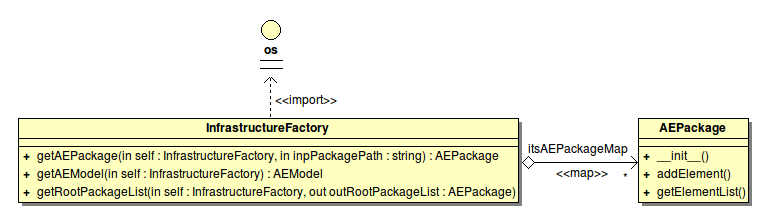 os
<<import>>
InfrastructureFactory
+ getAEPackage(in self : InfrastructureFactory, in inpPackagePath : string) : AEPackage
+ getAEModel(in self : InfrastructureFactory) : AEModel
+ getRootPackageList(in self : InfrastructureFactory, out outRootPackageList : AEPackage)
itsAEPackageMap
<<map>> *
AEPackage
+ __init__()
+ addElement()
+ getElementList()